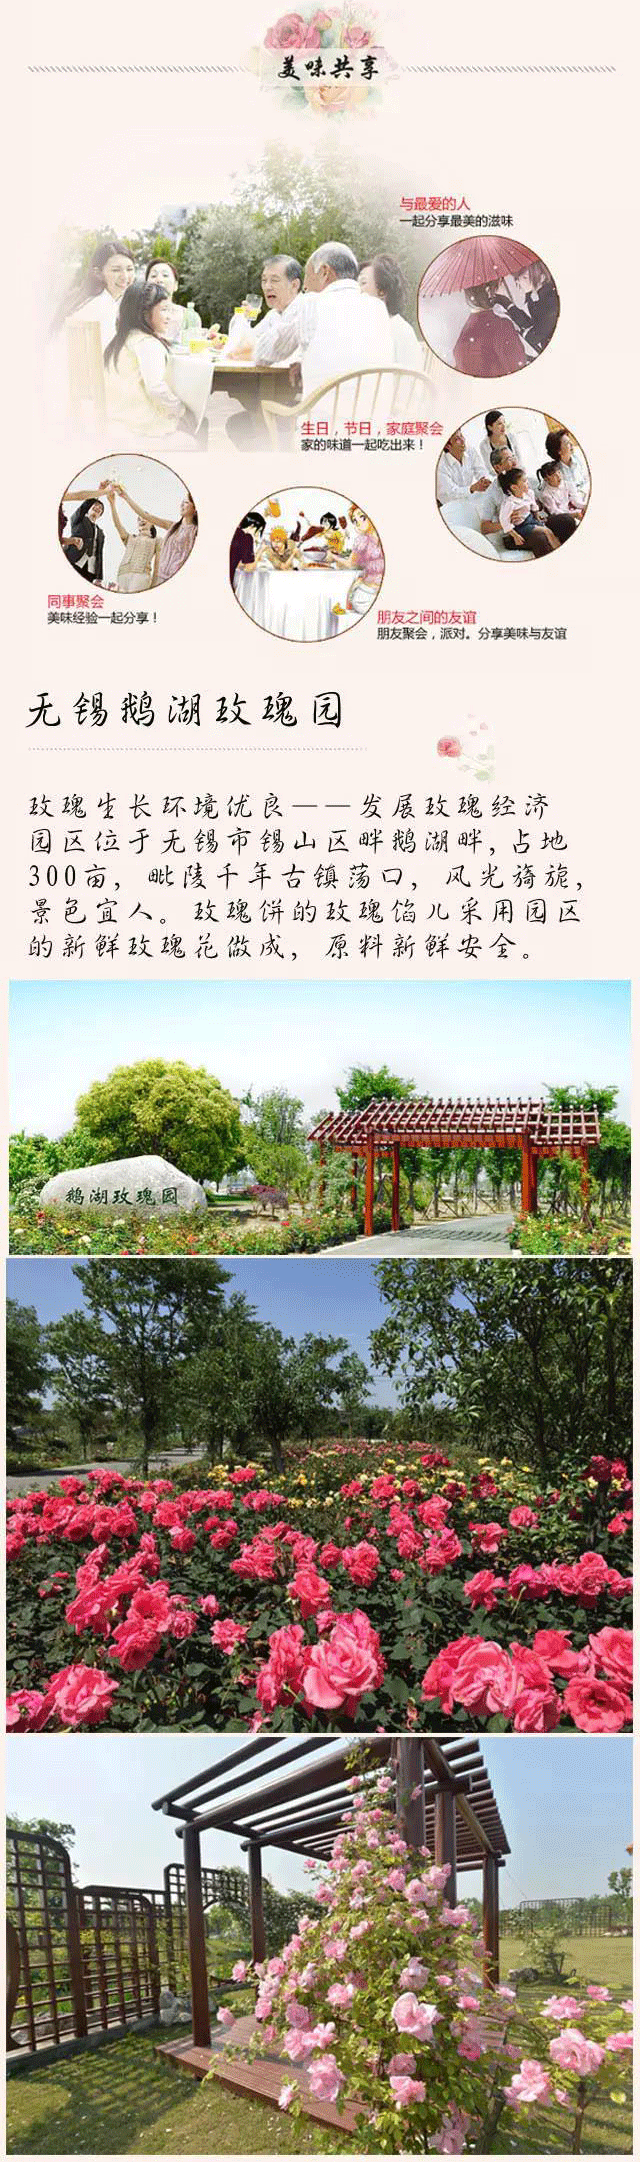 美味共享
与最爱的人
一起分享最美的滋味
生日，节日，家庭聚会
家的味道一起吃出来！
同事聚会
美味经验一起分享！
朋友之间的友谊
朋友聚会，派对。分享美味与友谊
无锡鹅湖玫瑰园
玫瑰生长环境优良——发展玫瑰经济
园区位于无锡市锡山区畔鹅湖畔，占地
300亩，毗陵千年古镇荡口，风光旖旎，
景色宜人。玫瑰饼的玫瑰馅儿采用园区
的新鲜玫瑰花做成，原料新鲜安全。
鹅湖玫瑰园